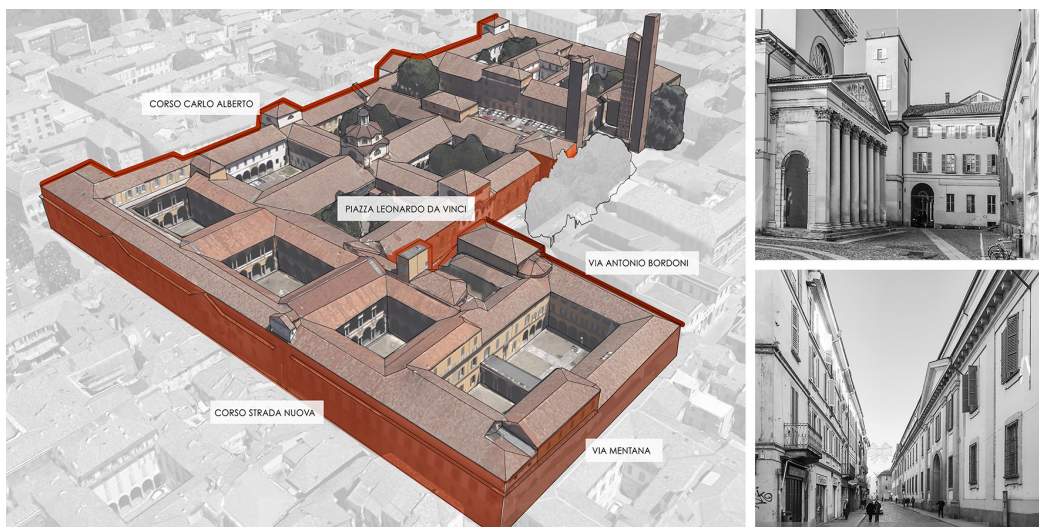 CORSO CARLO ALBERTO
PIAZZA LEONARDO DA VINCI
VIA ANTONIO BORDONI
CORSO STRADA NUOVA
VIA MENTANA